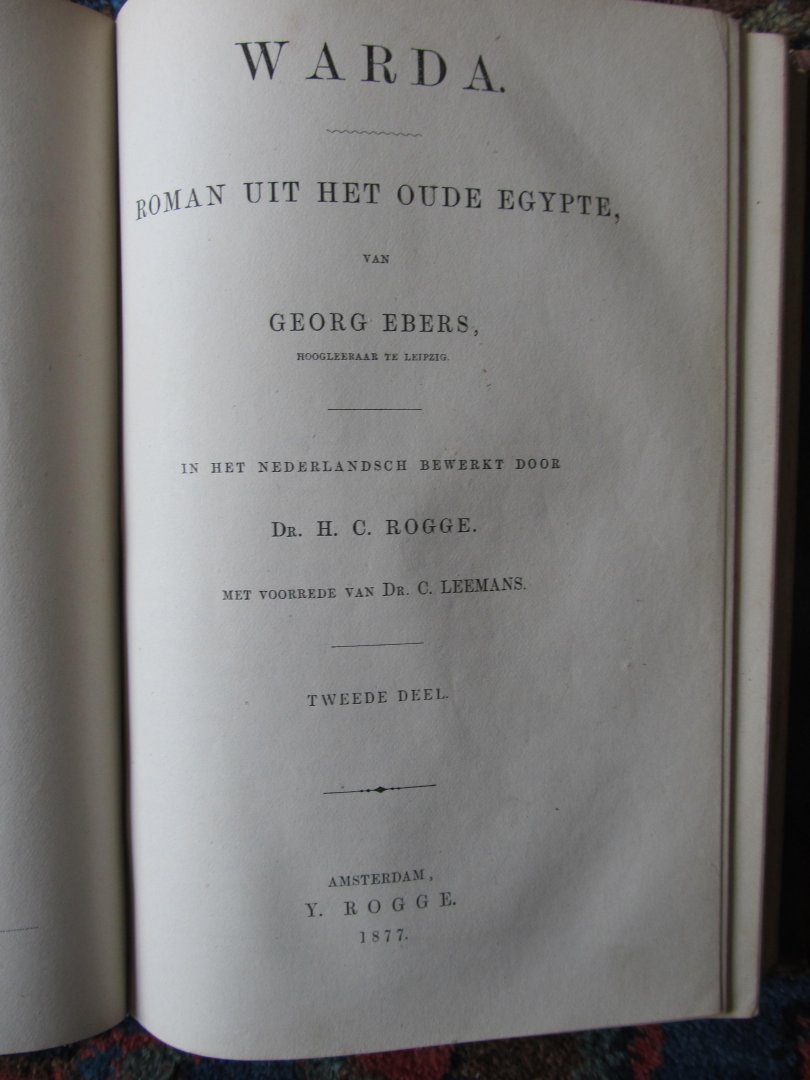 WARDA.
ROMAN UIT HET OUDE EGYPTE,
VAN
GEORG EBERS,
HOOGLEERAAR TE LEIPZIG.
IN HET NEDERLANDSCH BEWERKT DOOR
DR. H. C. ROGGE.
MET VOORREDE VAN DR. C. LEEMANS.
TWEEDE DEEL.
AMSTERDAM,
Y. ROGGE.
1877.